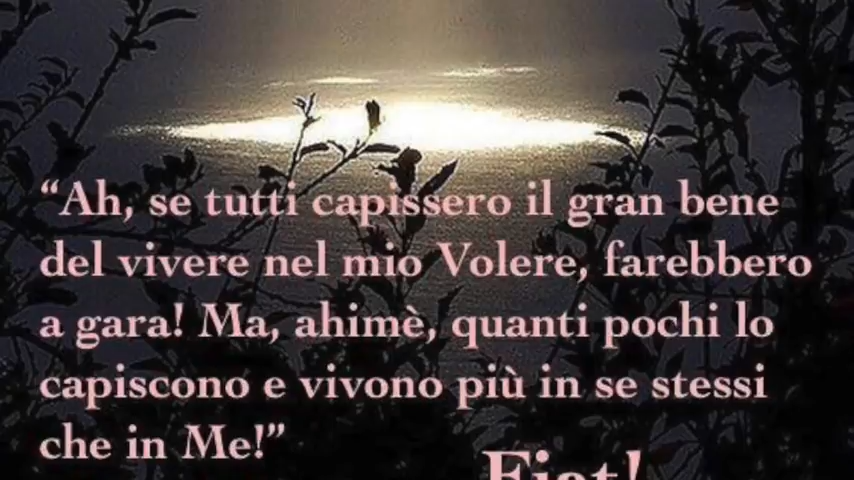 “Ah, se tutti capissero il gran bene
del vivere nel mio Volere, farebbero
a gara! Ma, ahimè, quanti pochi lo
capiscono e vivono più in se stessi
che in Me!”
Fiat!